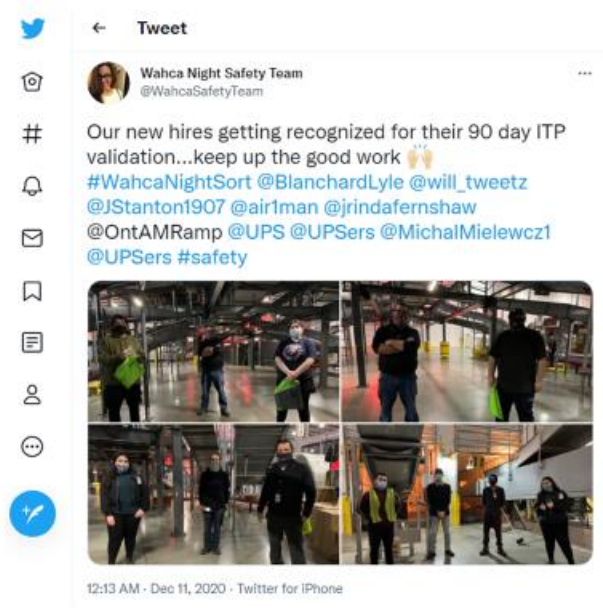 Tweet
Wahca Night Safety Team
@WahcaSafetyTeam
Our new hires getting recognized for their 90 day ITP
validation...keep up the good work 🙌🏻
#WahcaNightSort @BlanchardLyle @will_tweetz
@JStanton1907 @air1man @jrindafernshaw
@OntAMRamp @UPS @UPSers @MichalMielewcz1
@UPSers #safety
12:13 AM · Dec 11, 2020 · Twitter for iPhone